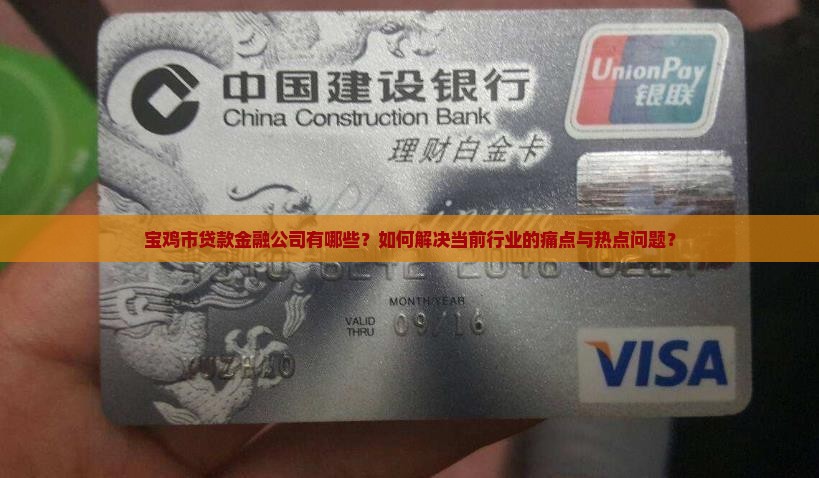 中国建设银行
China Construction Bank
UnionPay
银联
理财白金卡
宝鸡市贷款金融公司有哪些？如何解决当前行业的痛点与热点问题？
MONTH/YEAR
VALID
THRU
09/16
VISA